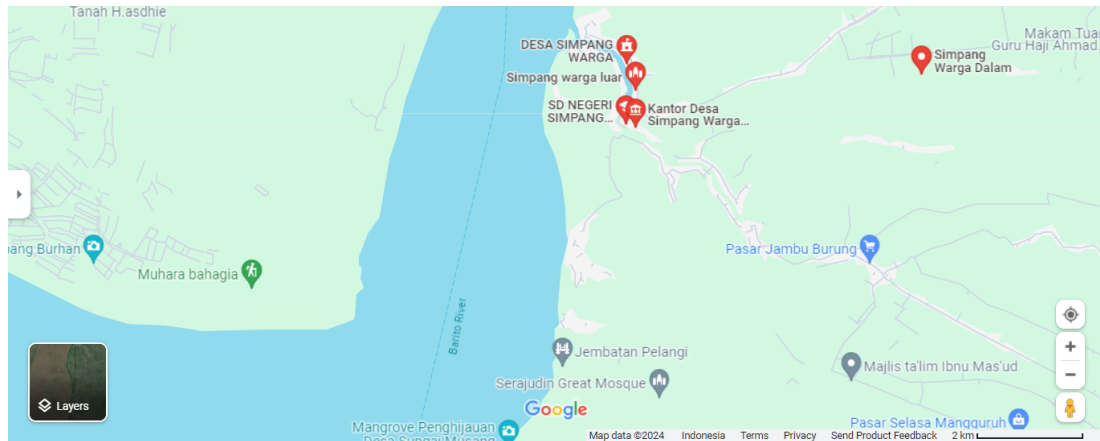 Tanah H.asdhie
DESA SIMPANG
WARGA
Simpang warga luar
SD NEGERI
SIMPANG...
Kantor Desa
Simpang Warga...
Makam Tuan
Guru Haji Ahmad.
Simpang
Warga Dalam
Burhan
Muhara bahagia
Pasar Jambu Burung
Barito River
Jembatan Pelangi
Serajudin Great Mosque
Majlis ta'lim Ibnu Mas'ud
Layers
Google
Mangrove Penghijauan
Desa Sungai Musang
Pasar Selasa Mangguruh
Map data ©2024 Indonesia Terms Privacy Send Product Feedback 2 km